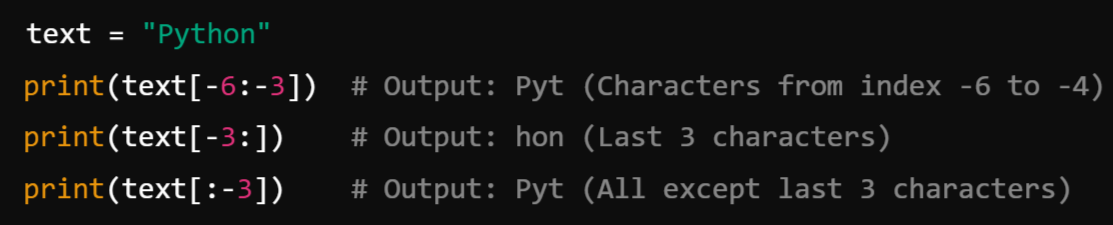 text = "Python"
print(text[-6:-3])  # Output: Pyt (Characters from index -6 to -4)
print(text[-3:])    # Output: hon (Last 3 characters)
print(text[:-3])    # Output: Pyt (All except last 3 characters)